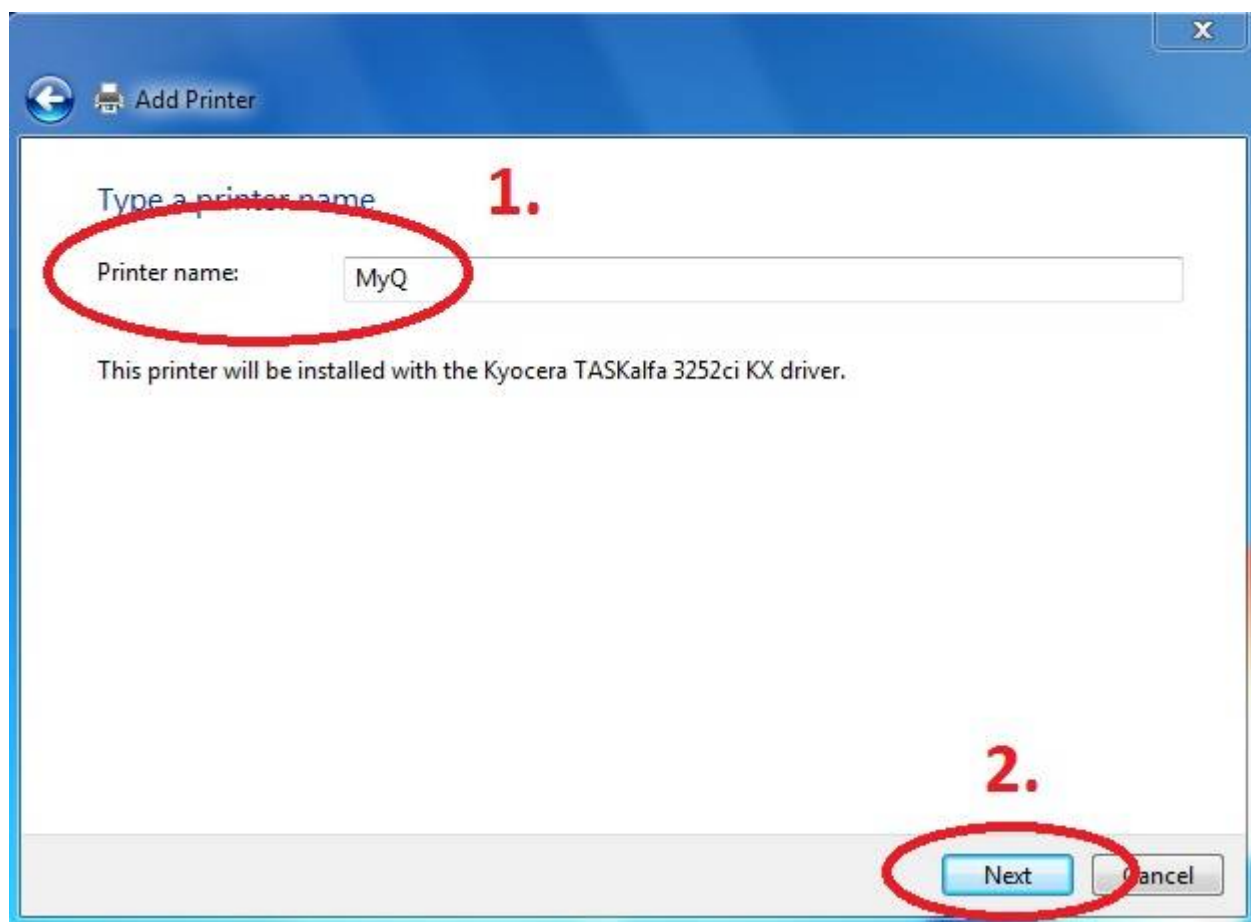 x
Add Printer
1.
Type a printer name
Printer name: MyQ
This printer will be installed with the Kyocera TASKalfa 3252ci KX driver.
2.
Next Cancel